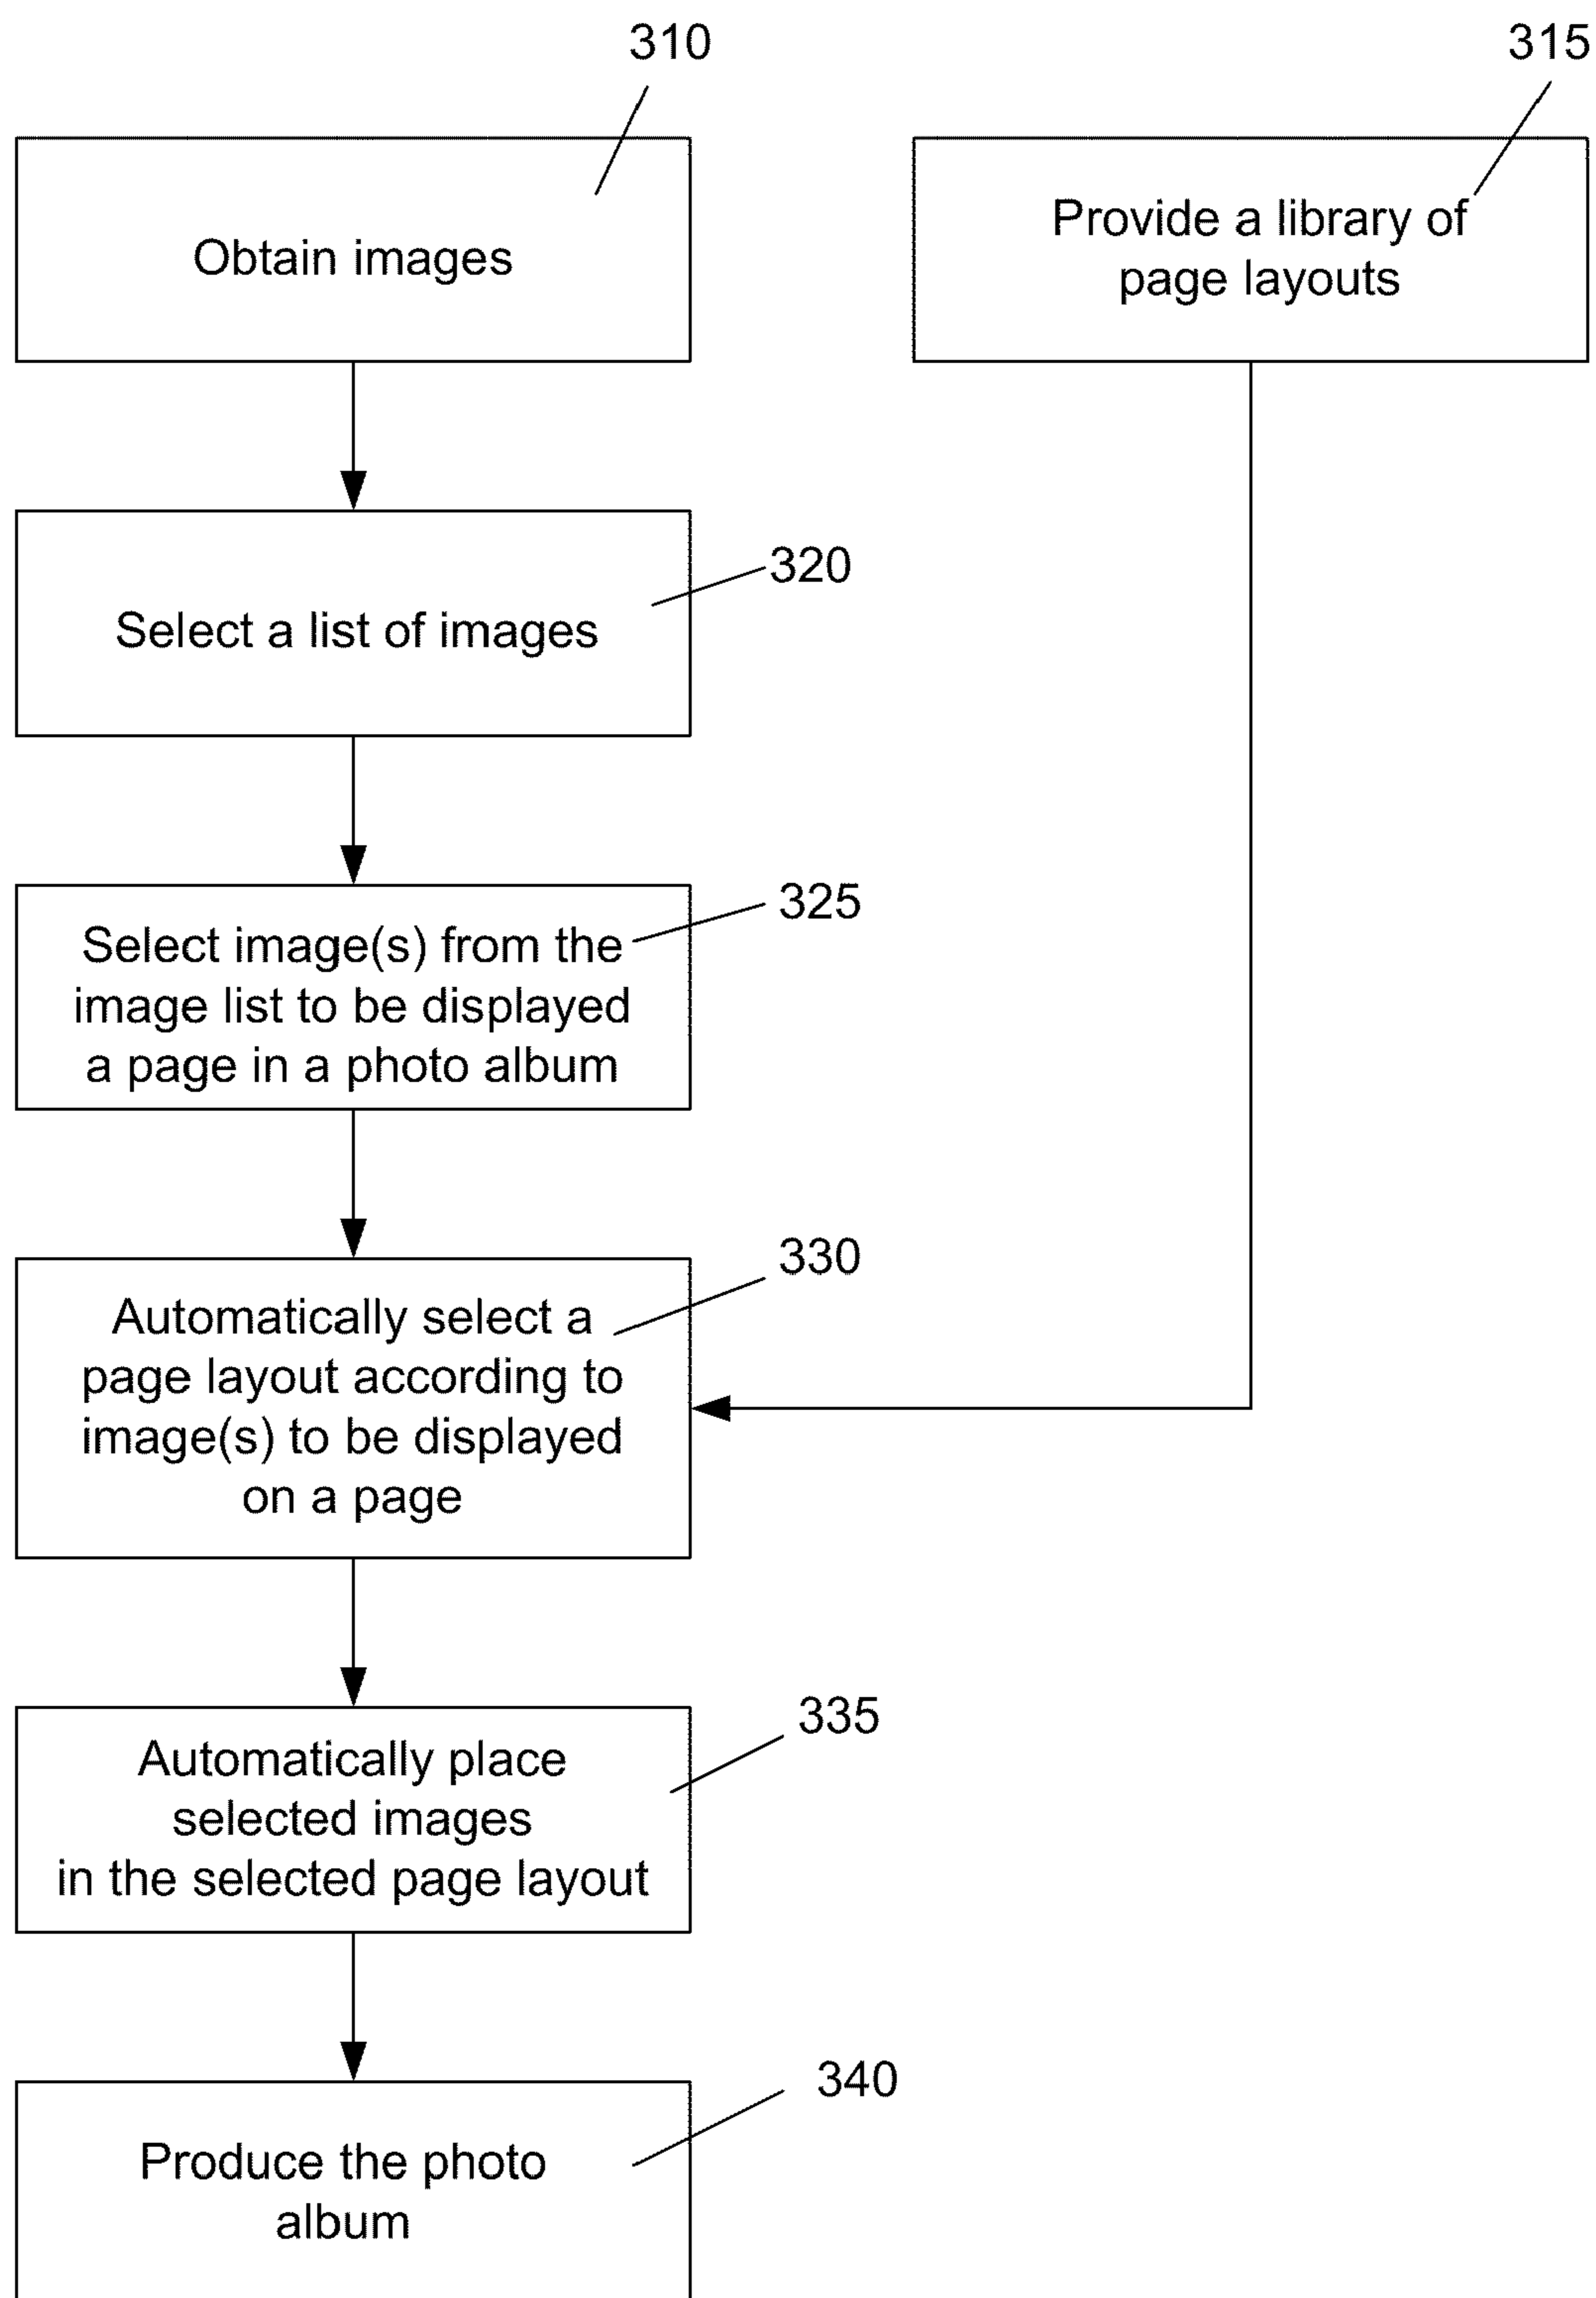 310
315
Obtain images
Provide a library of
page layouts
320
Select a list of images
325
Select image(s) from the
image list to be displayed
a page in a photo album
330
Automatically select a
page layout according to
image(s) to be displayed
on a page
335
Automatically place
selected images
in the selected page layout
340
Produce the photo
album